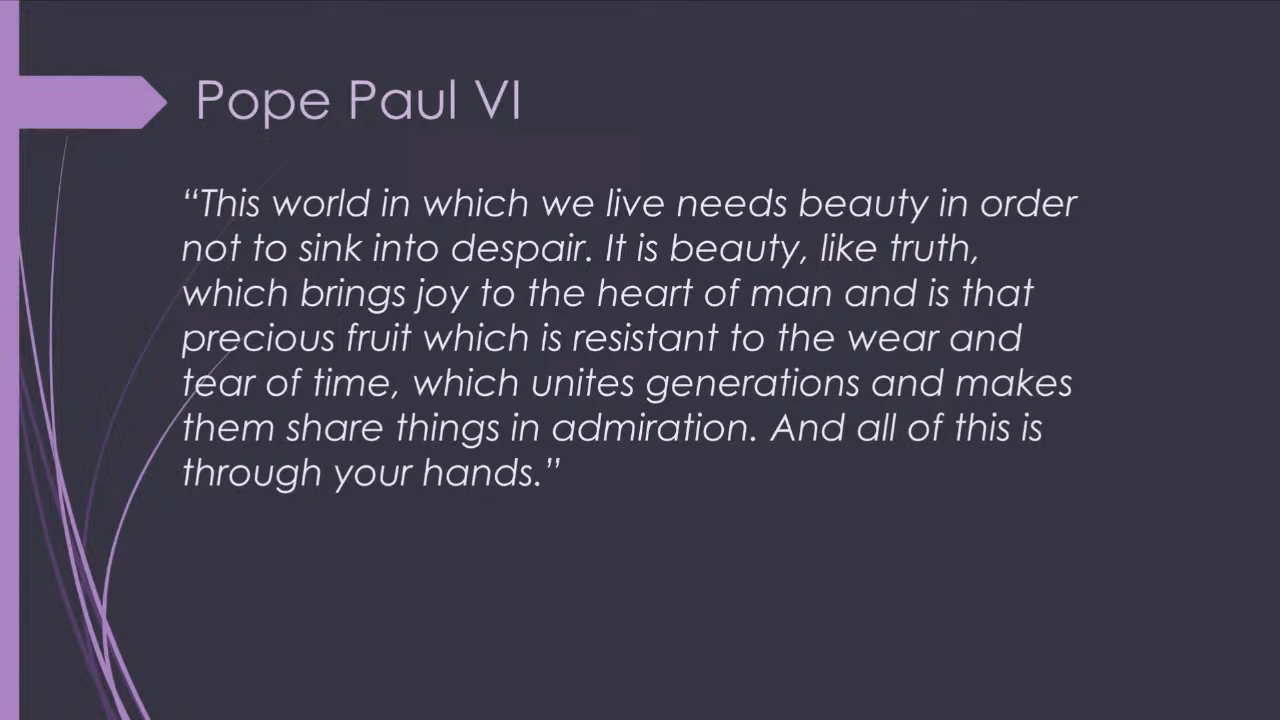 Pope Paul VI
“This world in which we live needs beauty in order
not to sink into despair. It is beauty, like truth,
which brings joy to the heart of man and is that
precious fruit which is resistant to the wear and
tear of time, which unites generations and makes
them share things in admiration. And all of this is
through your hands.”